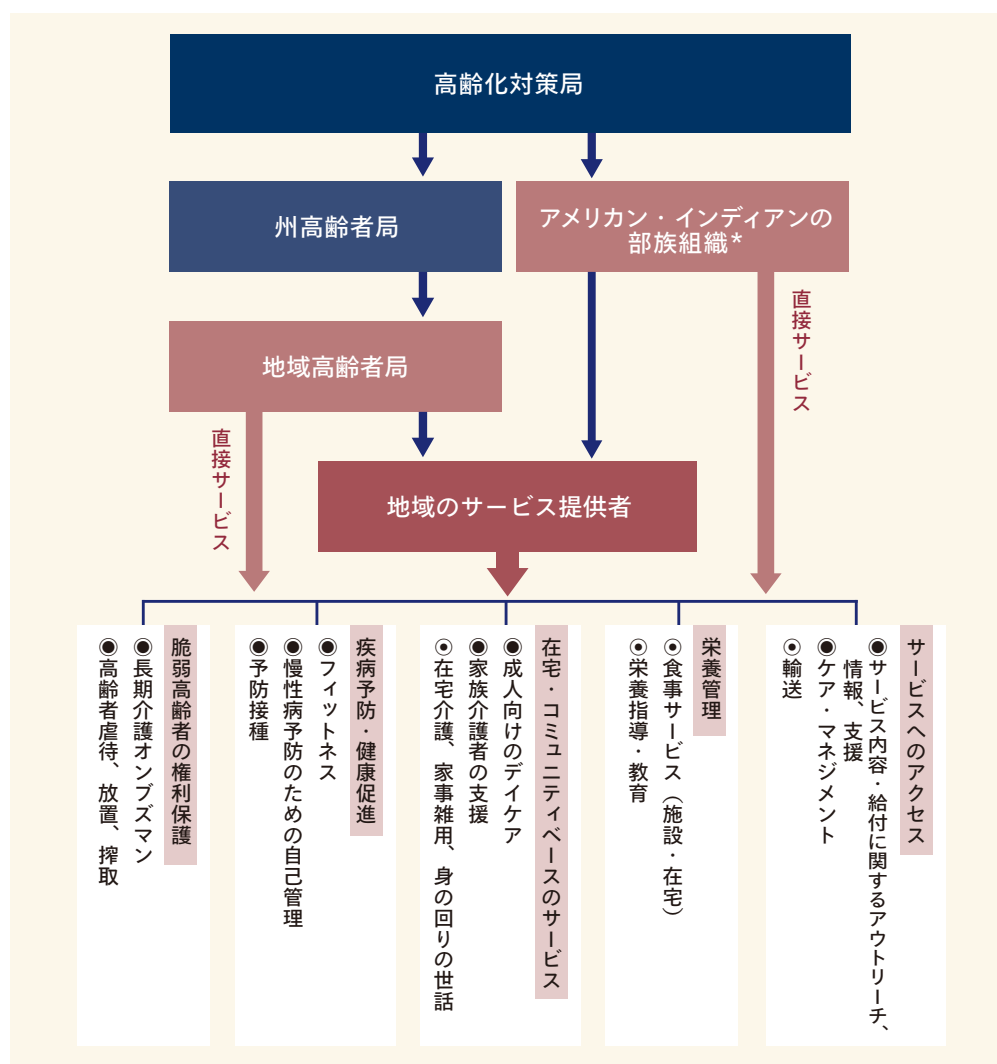 高齢化対策局
州高齢者局
アメリカン・インディアンの
部族組織*
直接サービス
地域高齢者局
直接サービス
地域のサービス提供者
サービスへのアクセス
◉サービス内容・給付に関するアウトリーチ、
情報、支援
◉ケア・マネジメント
⦿輸送
栄養管理
⦿食事サービス（施設・在宅）
⦿栄養指導・教育
在宅・コミュニティベースのサービス
◉成人向けのデイケア
◉家族介護者の支援
⦿在宅介護、家事雑用、身の回りの世話
疾病予防・健康促進
◉フィットネス
◉慢性病予防のための自己管理
◉予防接種
脆弱高齢者の権利保護
◉長期介護オンブズマン
◉高齢者虐待、放置、搾取